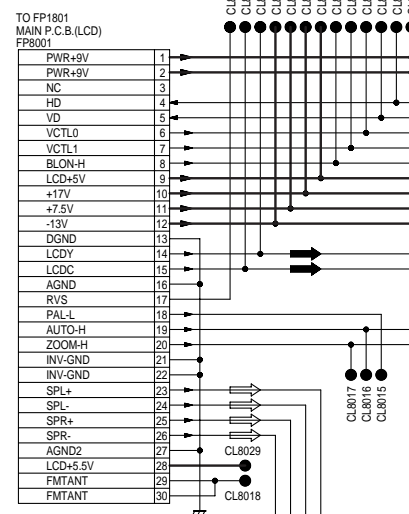 TO FP1801
MAIN P.C.B.(LCD)
FP8001
PWR+9V 1
PWR+9V 2
NC 3
HD 4
VD 5
VCTL0 6
VCTL1 7
BLON-H 8
LCD+5V 9
+17V 10
+7.5V 11
-13V 12
DGND 13
LCDY 14
LCDC 15
AGND 16
RVS 17
PAL-L 18
AUTO-H 19
ZOOM-H 20
INV-GND 21
INV-GND 22
SPL+ 23
SPL- 24
SPR+ 25
SPR- 26
AGND2 27
LCD+5.5V 28
FMTANT 29
FMTANT 30
CL8017
CL8016
CL8015
CL8029
CL8018